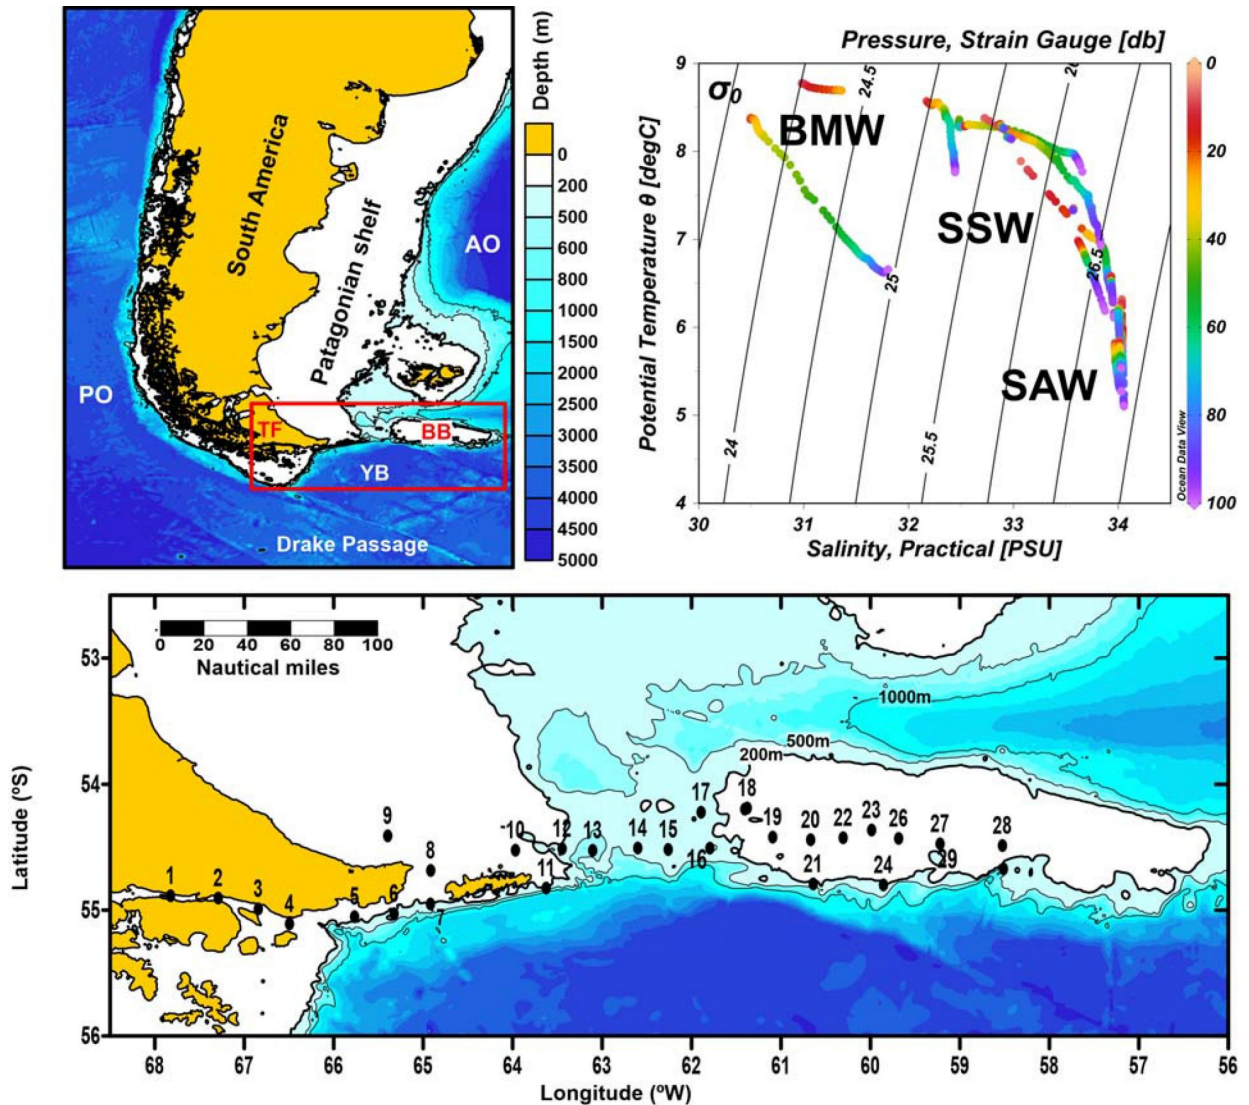 Depth (m)
0
200
500
600
800
1000
2000
2500
3000
3500
4000
4500
5000
South America
Patagonian shelf
AO
PO
TF
BB
YB
Drake Passage
Pressure, Strain Gauge [db]
σ0
BMW
SSW
SAW
24
24.5
25
25.5
26.5
9
8
7
6
5
4
Potential Temperature θ [degC]
30
31
32
33
34
Salinity, Practical [PSU]
Ocean Data View
0
20
40
60
80
100
0 20 40 60 80 100
Nautical miles
1000m
500m
200m
1
2
3
4
5
6
7
8
9
10
11
12
13
14
15
16
17
18
19
20
21
22
23
24
26
27
28
29
53
54
55
56
Latitude (ºS)
68 67 66 65 64 63 62 61 60 59 58 57 56
Longitude (ºW)